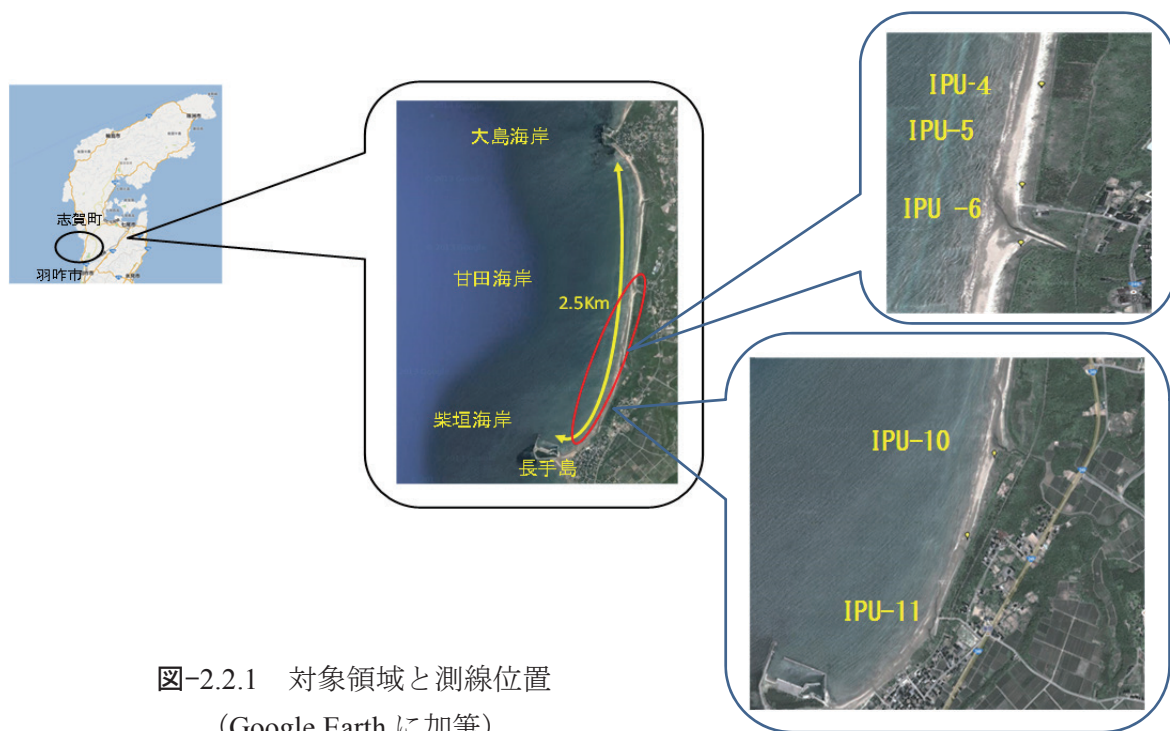 志賀町
羽咋市
大島海岸
甘田海岸
2.5Km
柴垣海岸
長手島
IPU-4
IPU-5
IPU -6
IPU-10
IPU-11
図-2.2.1 対象領域と測線位置
(Google Earth に加筆)